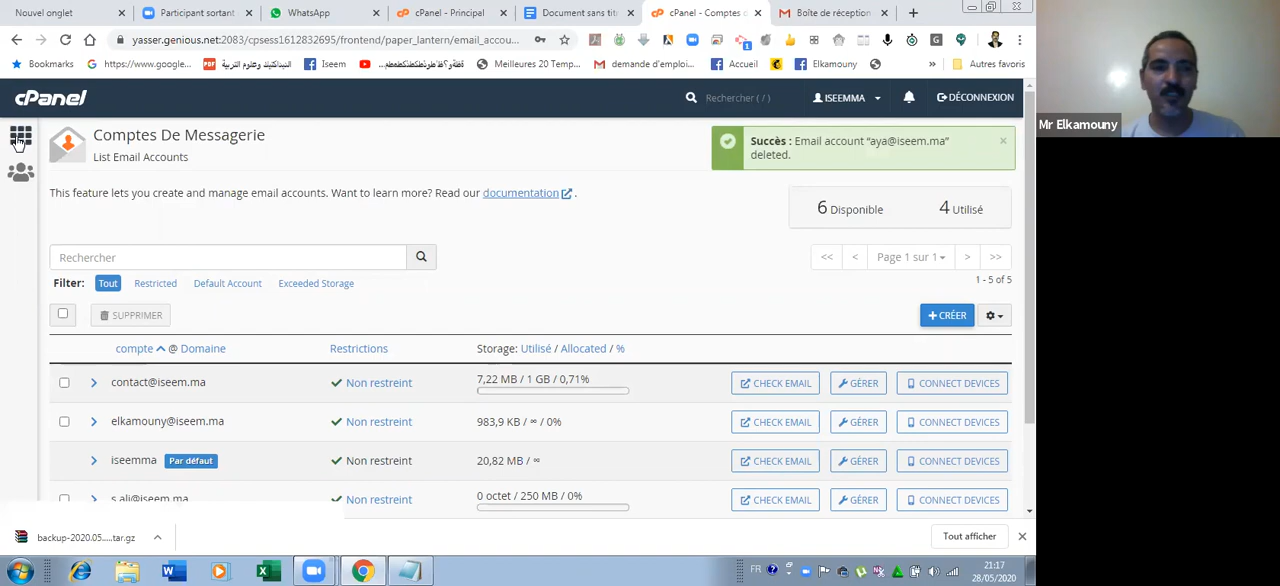 Nouvel onglet
Participant sortant
WhatsApp
cPanel - Principal
Document sans tit
cPanel - Comptes d
Boîte de réception
yasser.genious.net:2083/cpsess1612832695/frontend/paper_lantern/email_accou...
Bookmarks
https://www.google...
Iseem
Meilleures 20 Temp...
demande d'emploi...
Accueil
Elkamouny
Autres favoris
cPanel
Rechercher ( / )
ISEEMMA
DÉCONNEXION
Mr Elkamouny
Comptes De Messagerie
List Email Accounts
Succès : Email account “aya@iseem.ma”
deleted.
This feature lets you create and manage email accounts. Want to learn more? Read our documentation .
6 Disponible
4 Utilisé
Rechercher
<< < Page 1 sur 1 > >>
Filter: Tout Restricted Default Account Exceeded Storage
1 - 5 of 5
SUPPRIMER
+ CRÉER
compte @ Domaine
Restrictions
Storage: Utilisé / Allocated / %
contact@iseem.ma
Non restreint
7,22 MB / 1 GB / 0,71%
CHECK EMAIL
GÉRER
CONNECT DEVICES
elkamouny@iseem.ma
Non restreint
983,9 KB / ∞ / 0%
CHECK EMAIL
GÉRER
CONNECT DEVICES
iseemma Par défaut
Non restreint
20,82 MB / ∞
CHECK EMAIL
GÉRER
CONNECT DEVICES
s.ali@iseem.ma
Non restreint
0 octet / 250 MB / 0%
CHECK EMAIL
GÉRER
CONNECT DEVICES
backup-2020.05.....tar.gz
Tout afficher
FR
21:17
28/05/2020